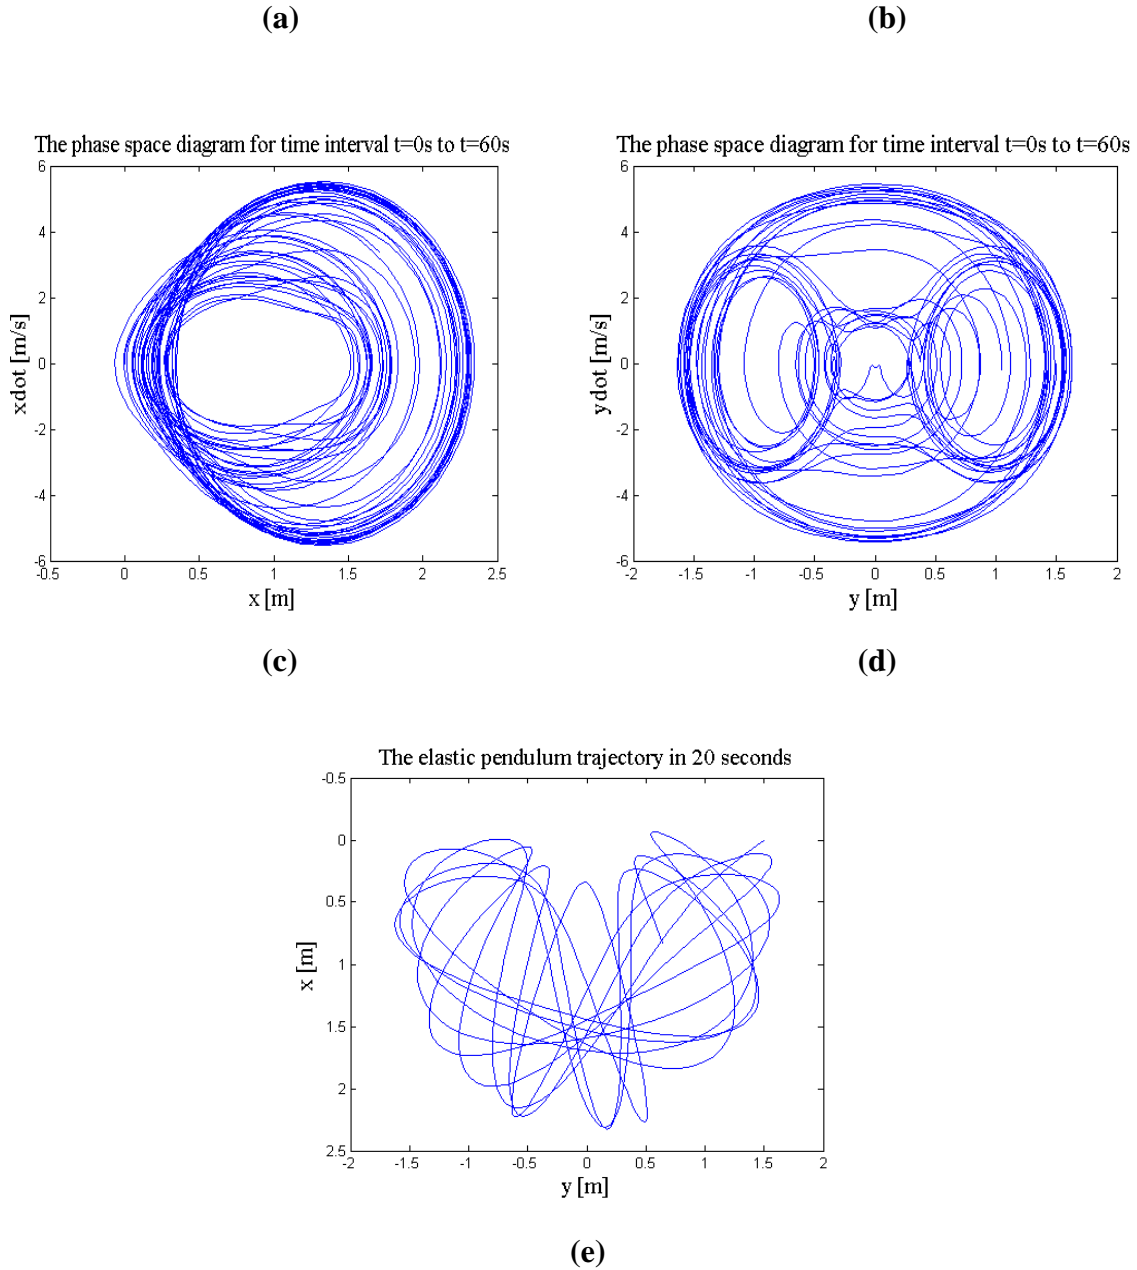 (a) (b)
The phase space diagram for time interval t=0s to t=60s
6
4
2
0
-2
-4
-6
-0.5 0 0.5 1 1.5 2 2.5
xdot [m/s]
x [m]
The phase space diagram for time interval t=0s to t=60s
6
4
2
0
-2
-4
-6
-2 -1.5 -1 -0.5 0 0.5 1 1.5 2
ydot [m/s]
y [m]
(c) (d)
The elastic pendulum trajectory in 20 seconds
-0.5
0
0.5
1
1.5
2
2.5
-2 -1.5 -1 -0.5 0 0.5 1 1.5 2
x [m]
y [m]
(e)